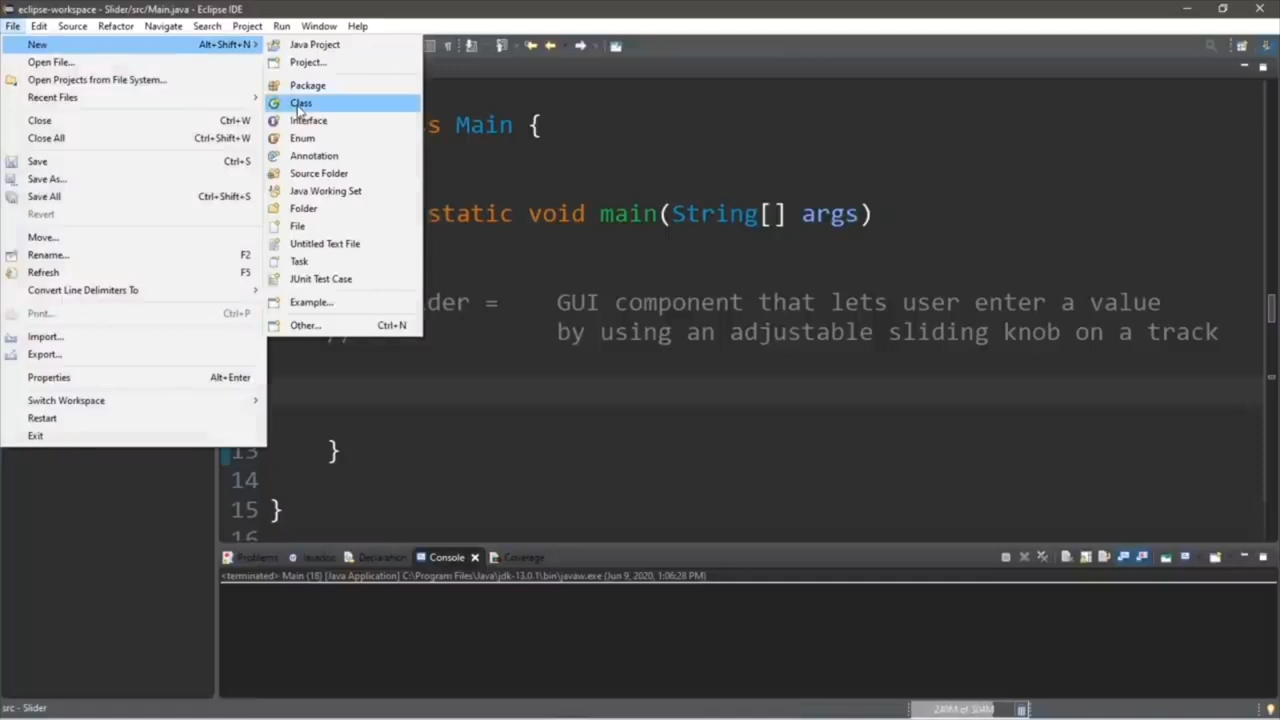 eclipse-workspace - Slider/src/Main.java - Eclipse IDE
File Edit Source Refactor Navigate Search Project Run Window Help
New Alt+Shift+N
Open File...
Open Projects from File System...
Recent Files
Close Ctrl+W
Close All Ctrl+Shift+W
Save Ctrl+S
Save As...
Save All Ctrl+Shift+S
Revert
Move...
Rename... F2
Refresh F5
Convert Line Delimiters To
Print... Ctrl+P
Import...
Export...
Properties Alt+Enter
Switch Workspace
Restart
Exit
Java Project
Project...
Package
Class
Interface
Enum
Annotation
Source Folder
Java Working Set
Folder
File
Untitled Text File
Task
JUnit Test Case
Example...
Other... Ctrl+N
s Main {
static void main(String[] args)
der = GUI component that lets user enter a value
// by using an adjustable sliding knob on a track
13 }
14
15 }
16
Problems Javadoc Declaration Console Coverage
<terminated> Main (18) [Java Application] C:\Program Files\Java\jdk-13.0.1\bin\javaw.exe (Jun 9, 2020, 1:06:28 PM)
src - Slider